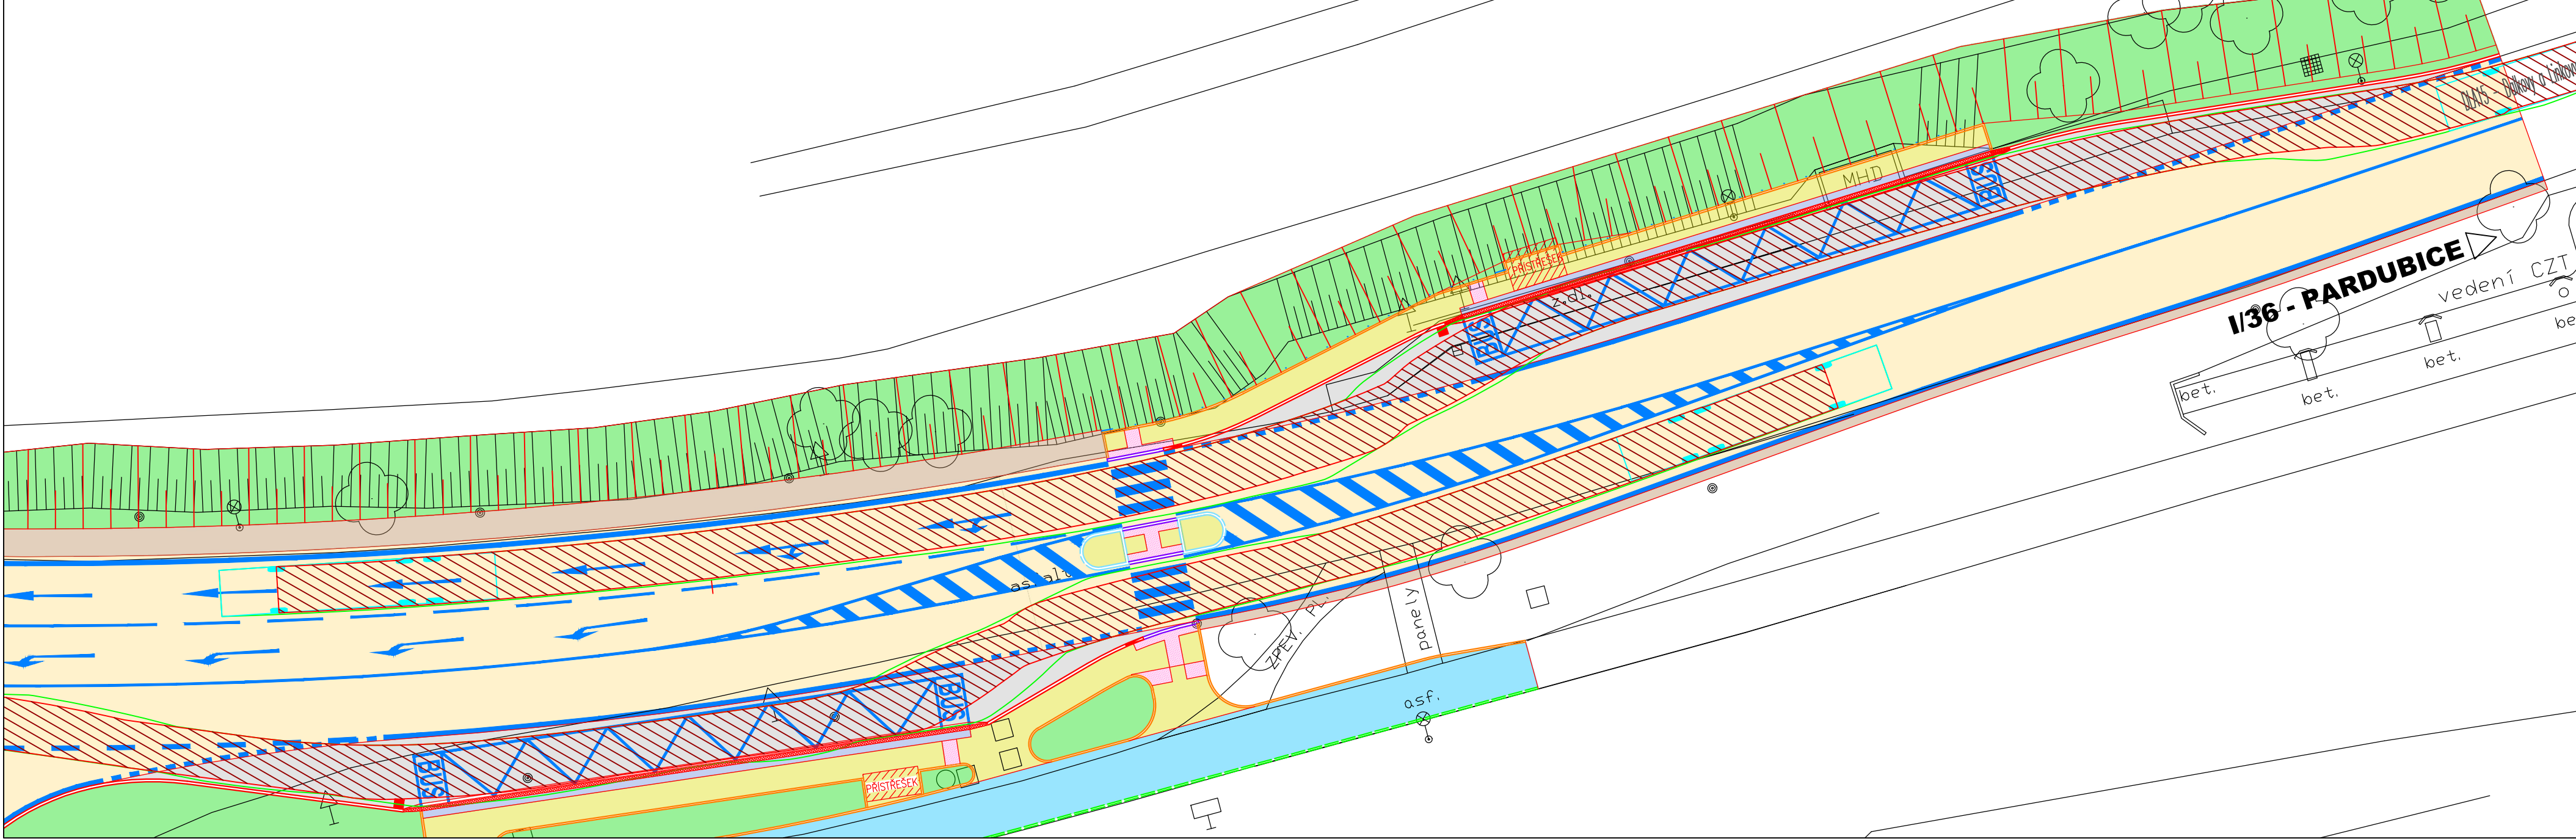 MHD
BUS
PŘÍSTŘEŠEK
z.dl.
BUS
I/36 - PARDUBICE
vedení CZT
bet.
bet.
bet.
asfalt
ZPEV. PL.
panely
asf.
BUS
BUS
PŘÍSTŘEŠEK